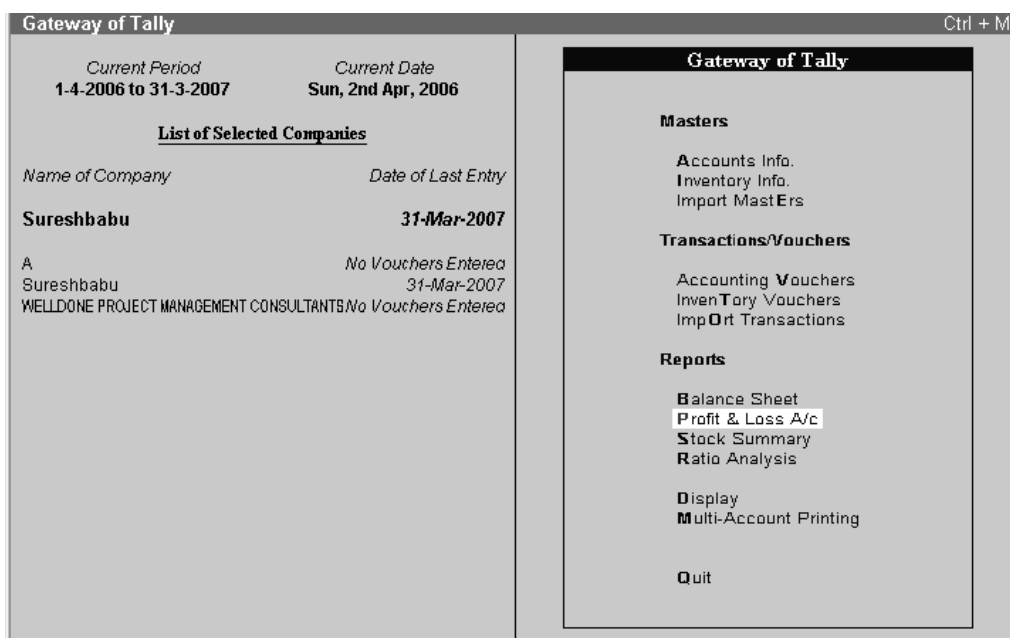 Gateway of Tally Ctrl + M
Current Period Current Date
1-4-2006 to 31-3-2007 Sun, 2nd Apr, 2006
List of Selected Companies
Name of Company Date of Last Entry
Sureshbabu 31-Mar-2007
A No Vouchers Entered
Sureshbabu 31-Mar-2007
WELLDONE PROJECT MANAGEMENT CONSULTANTS No Vouchers Entered
Gateway of Tally
Masters
Accounts Info.
Inventory Info.
Import MastErs
Transactions/Vouchers
Accounting Vouchers
InvenTory Vouchers
ImpOrt Transactions
Reports
Balance Sheet
Profit & Loss A/c
Stock Summary
Ratio Analysis
Display
Multi-Account Printing
Quit